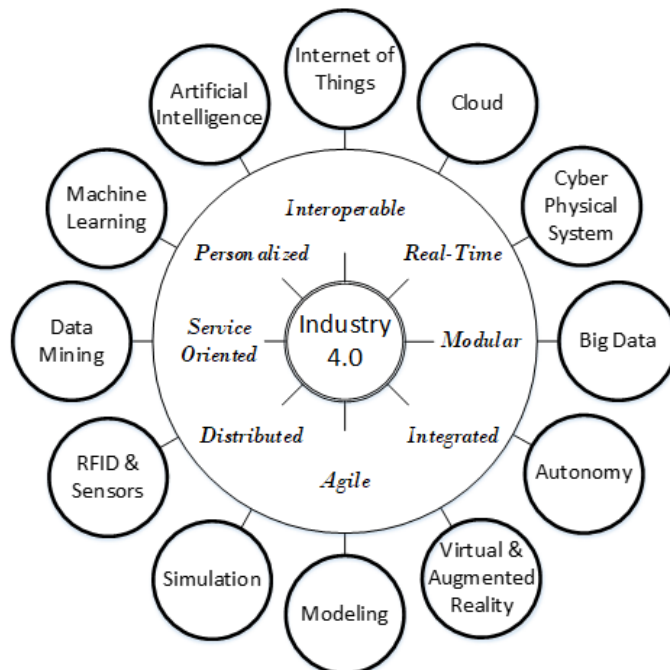 Internet of
Things
Artificial
Intelligence
Cloud
Machine
Learning
Cyber
Physical
System
Interoperable
Personalized
Real-Time
Data
Mining
Service
Oriented
Industry
4.0
Modular
Big Data
Distributed
Integrated
RFID &
Sensors
Autonomy
Agile
Simulation
Virtual &
Augmented
Reality
Modeling